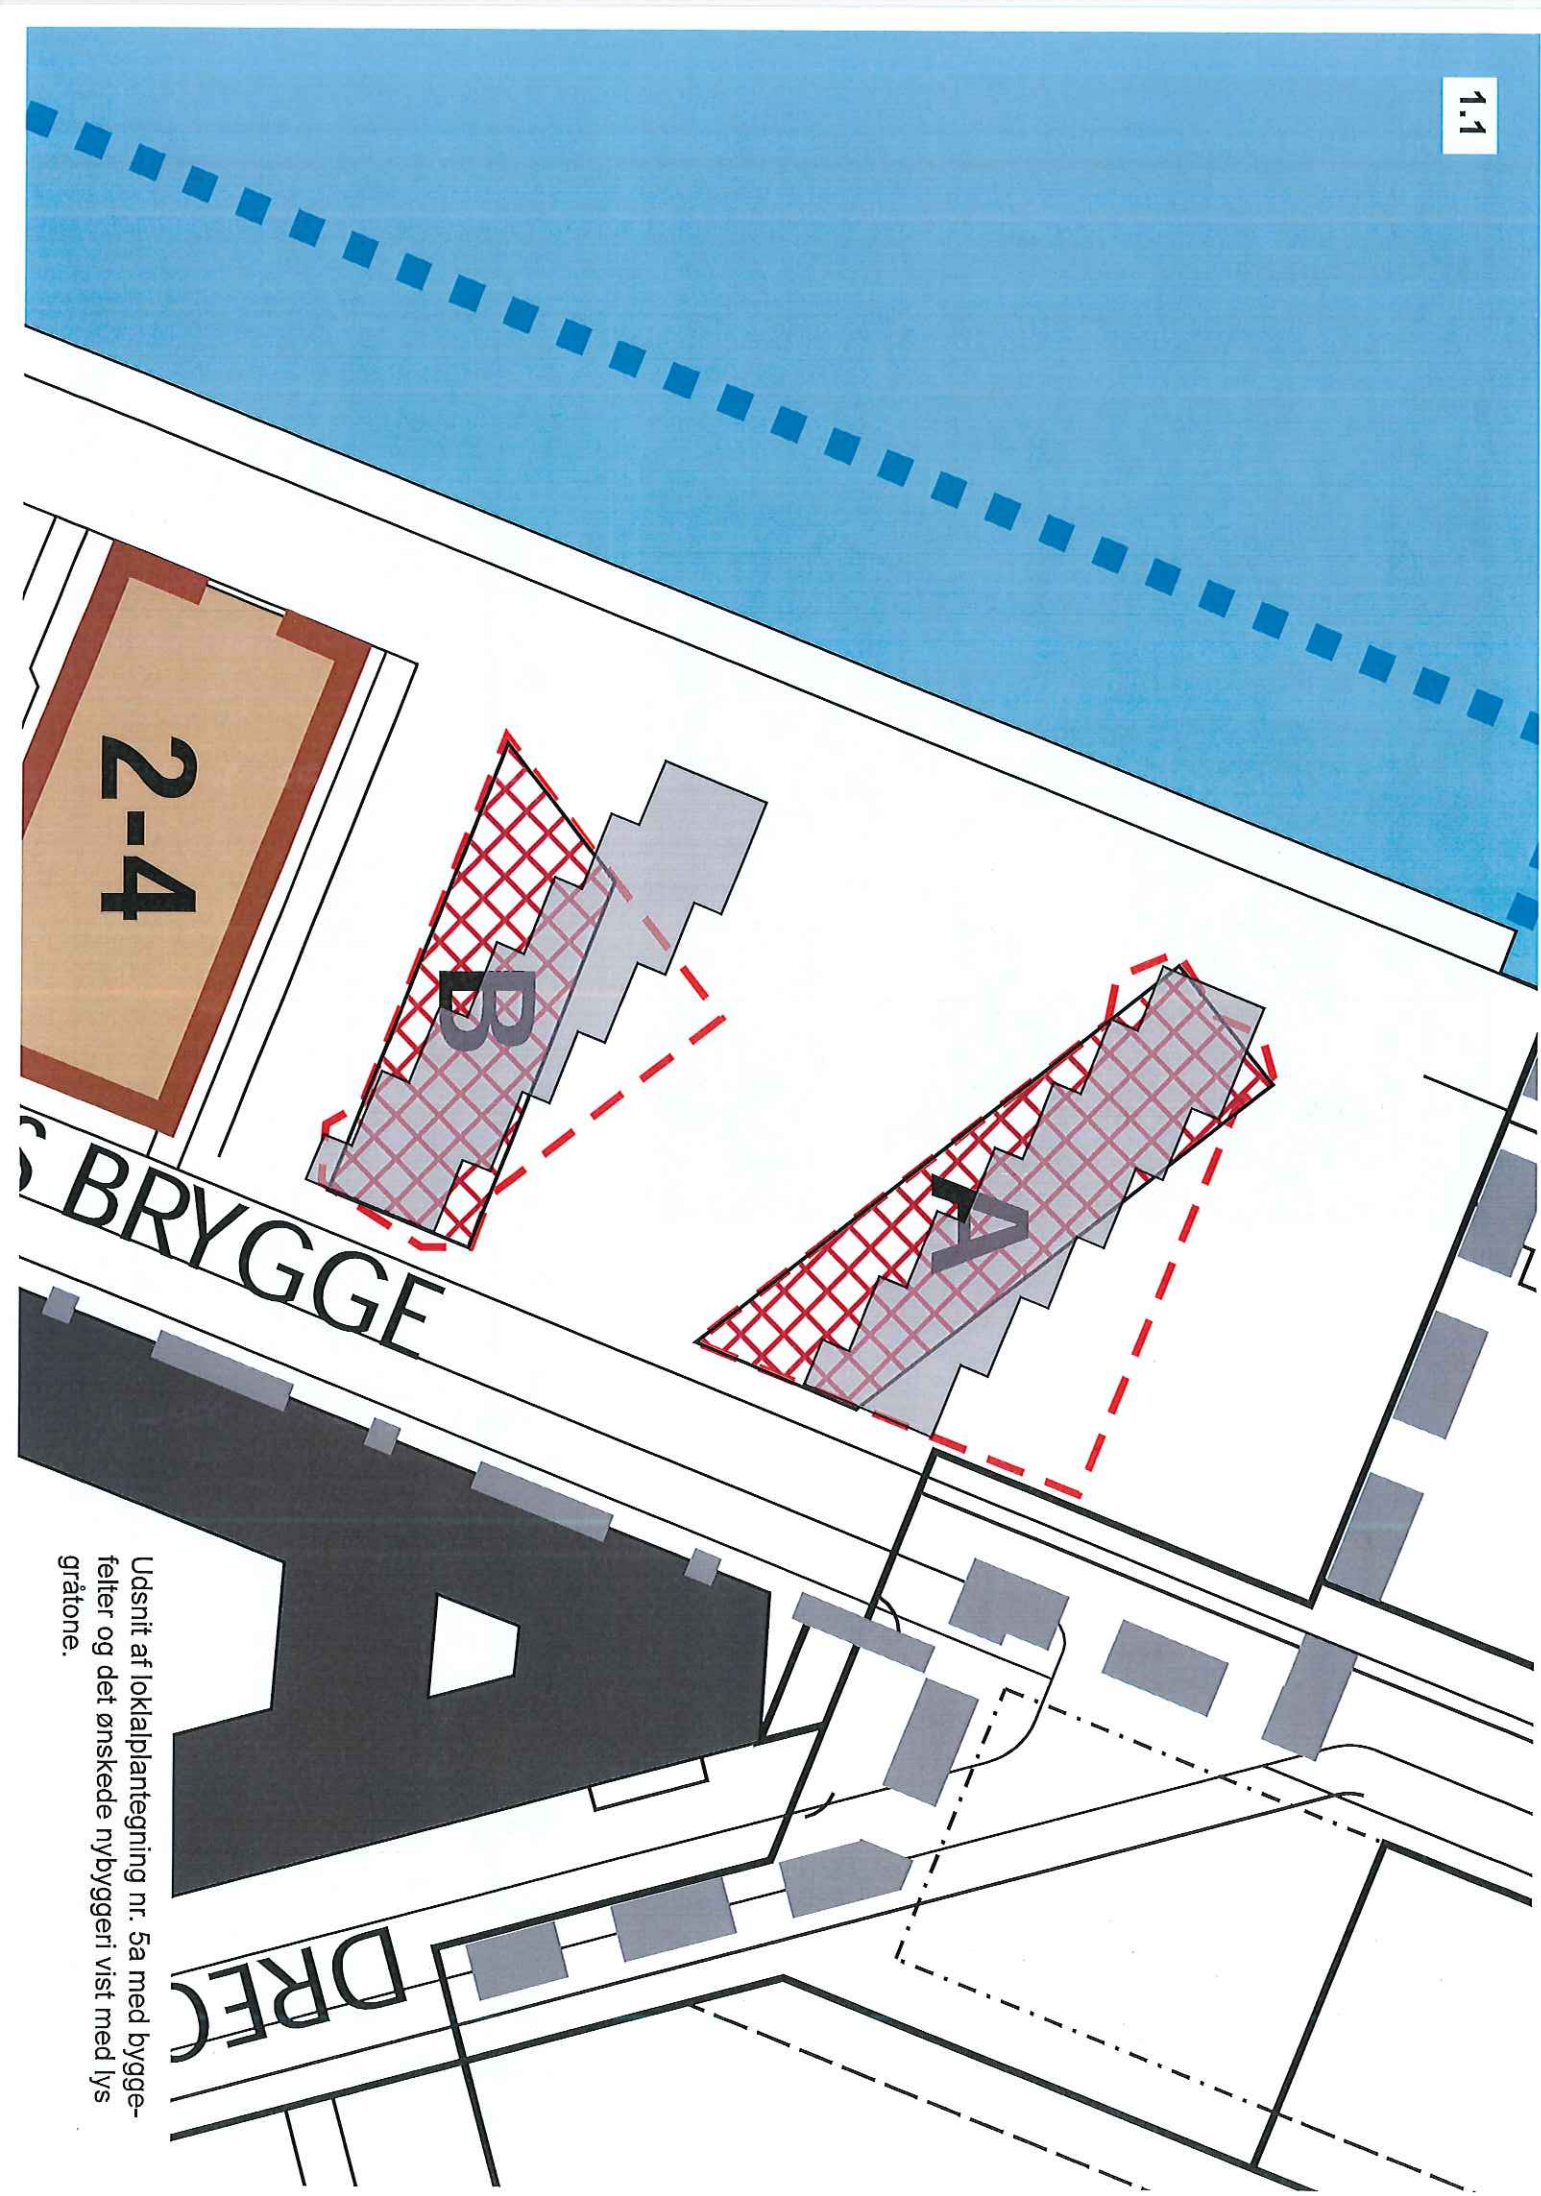 1.1
2-4
B
A
S BRYGGE
DREC
Udsnit af loklalplantegning nr. 5a med bygge-
felter og det ønskede nybyggeri vist med lys
gråtone.